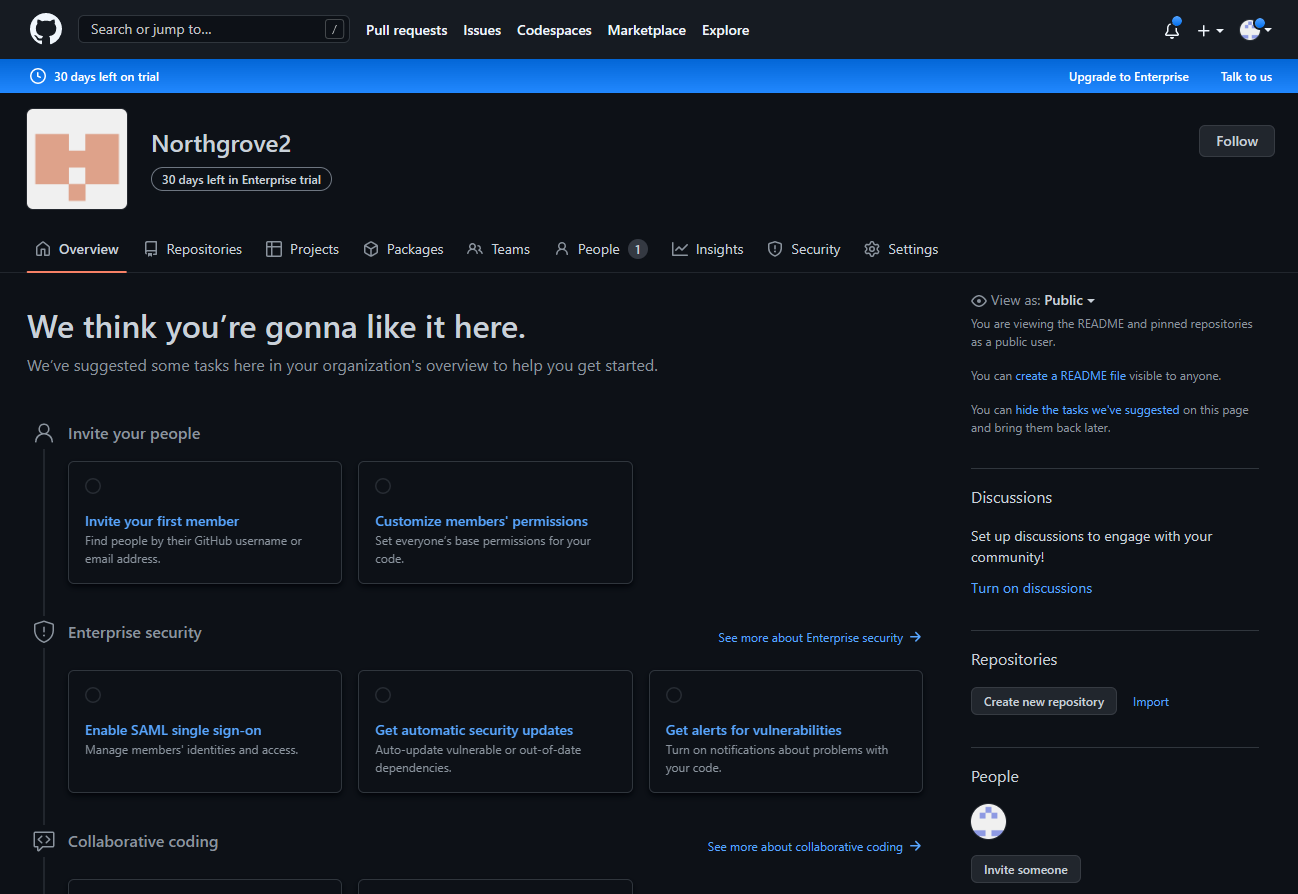 Search or jump to... /
Pull requests Issues Codespaces Marketplace Explore
30 days left on trial
Upgrade to Enterprise Talk to us
Northgrove2
30 days left in Enterprise trial
Follow
Overview Repositories Projects Packages Teams People 1 Insights Security Settings
We think you’re gonna like it here.
We’ve suggested some tasks here in your organization's overview to help you get started.
Invite your people
Invite your first member
Find people by their GitHub username or
email address.
Customize members' permissions
Set everyone’s base permissions for your
code.
Enterprise security
See more about Enterprise security
Enable SAML single sign-on
Manage members' identities and access.
Get automatic security updates
Auto-update vulnerable or out-of-date
dependencies.
Get alerts for vulnerabilities
Turn on notifications about problems with
your code.
Collaborative coding
See more about collaborative coding
View as: Public
You are viewing the README and pinned repositories
as a public user.
You can create a README file visible to anyone.
You can hide the tasks we've suggested on this page
and bring them back later.
Discussions
Set up discussions to engage with your
community!
Turn on discussions
Repositories
Create new repository Import
People
Invite someone